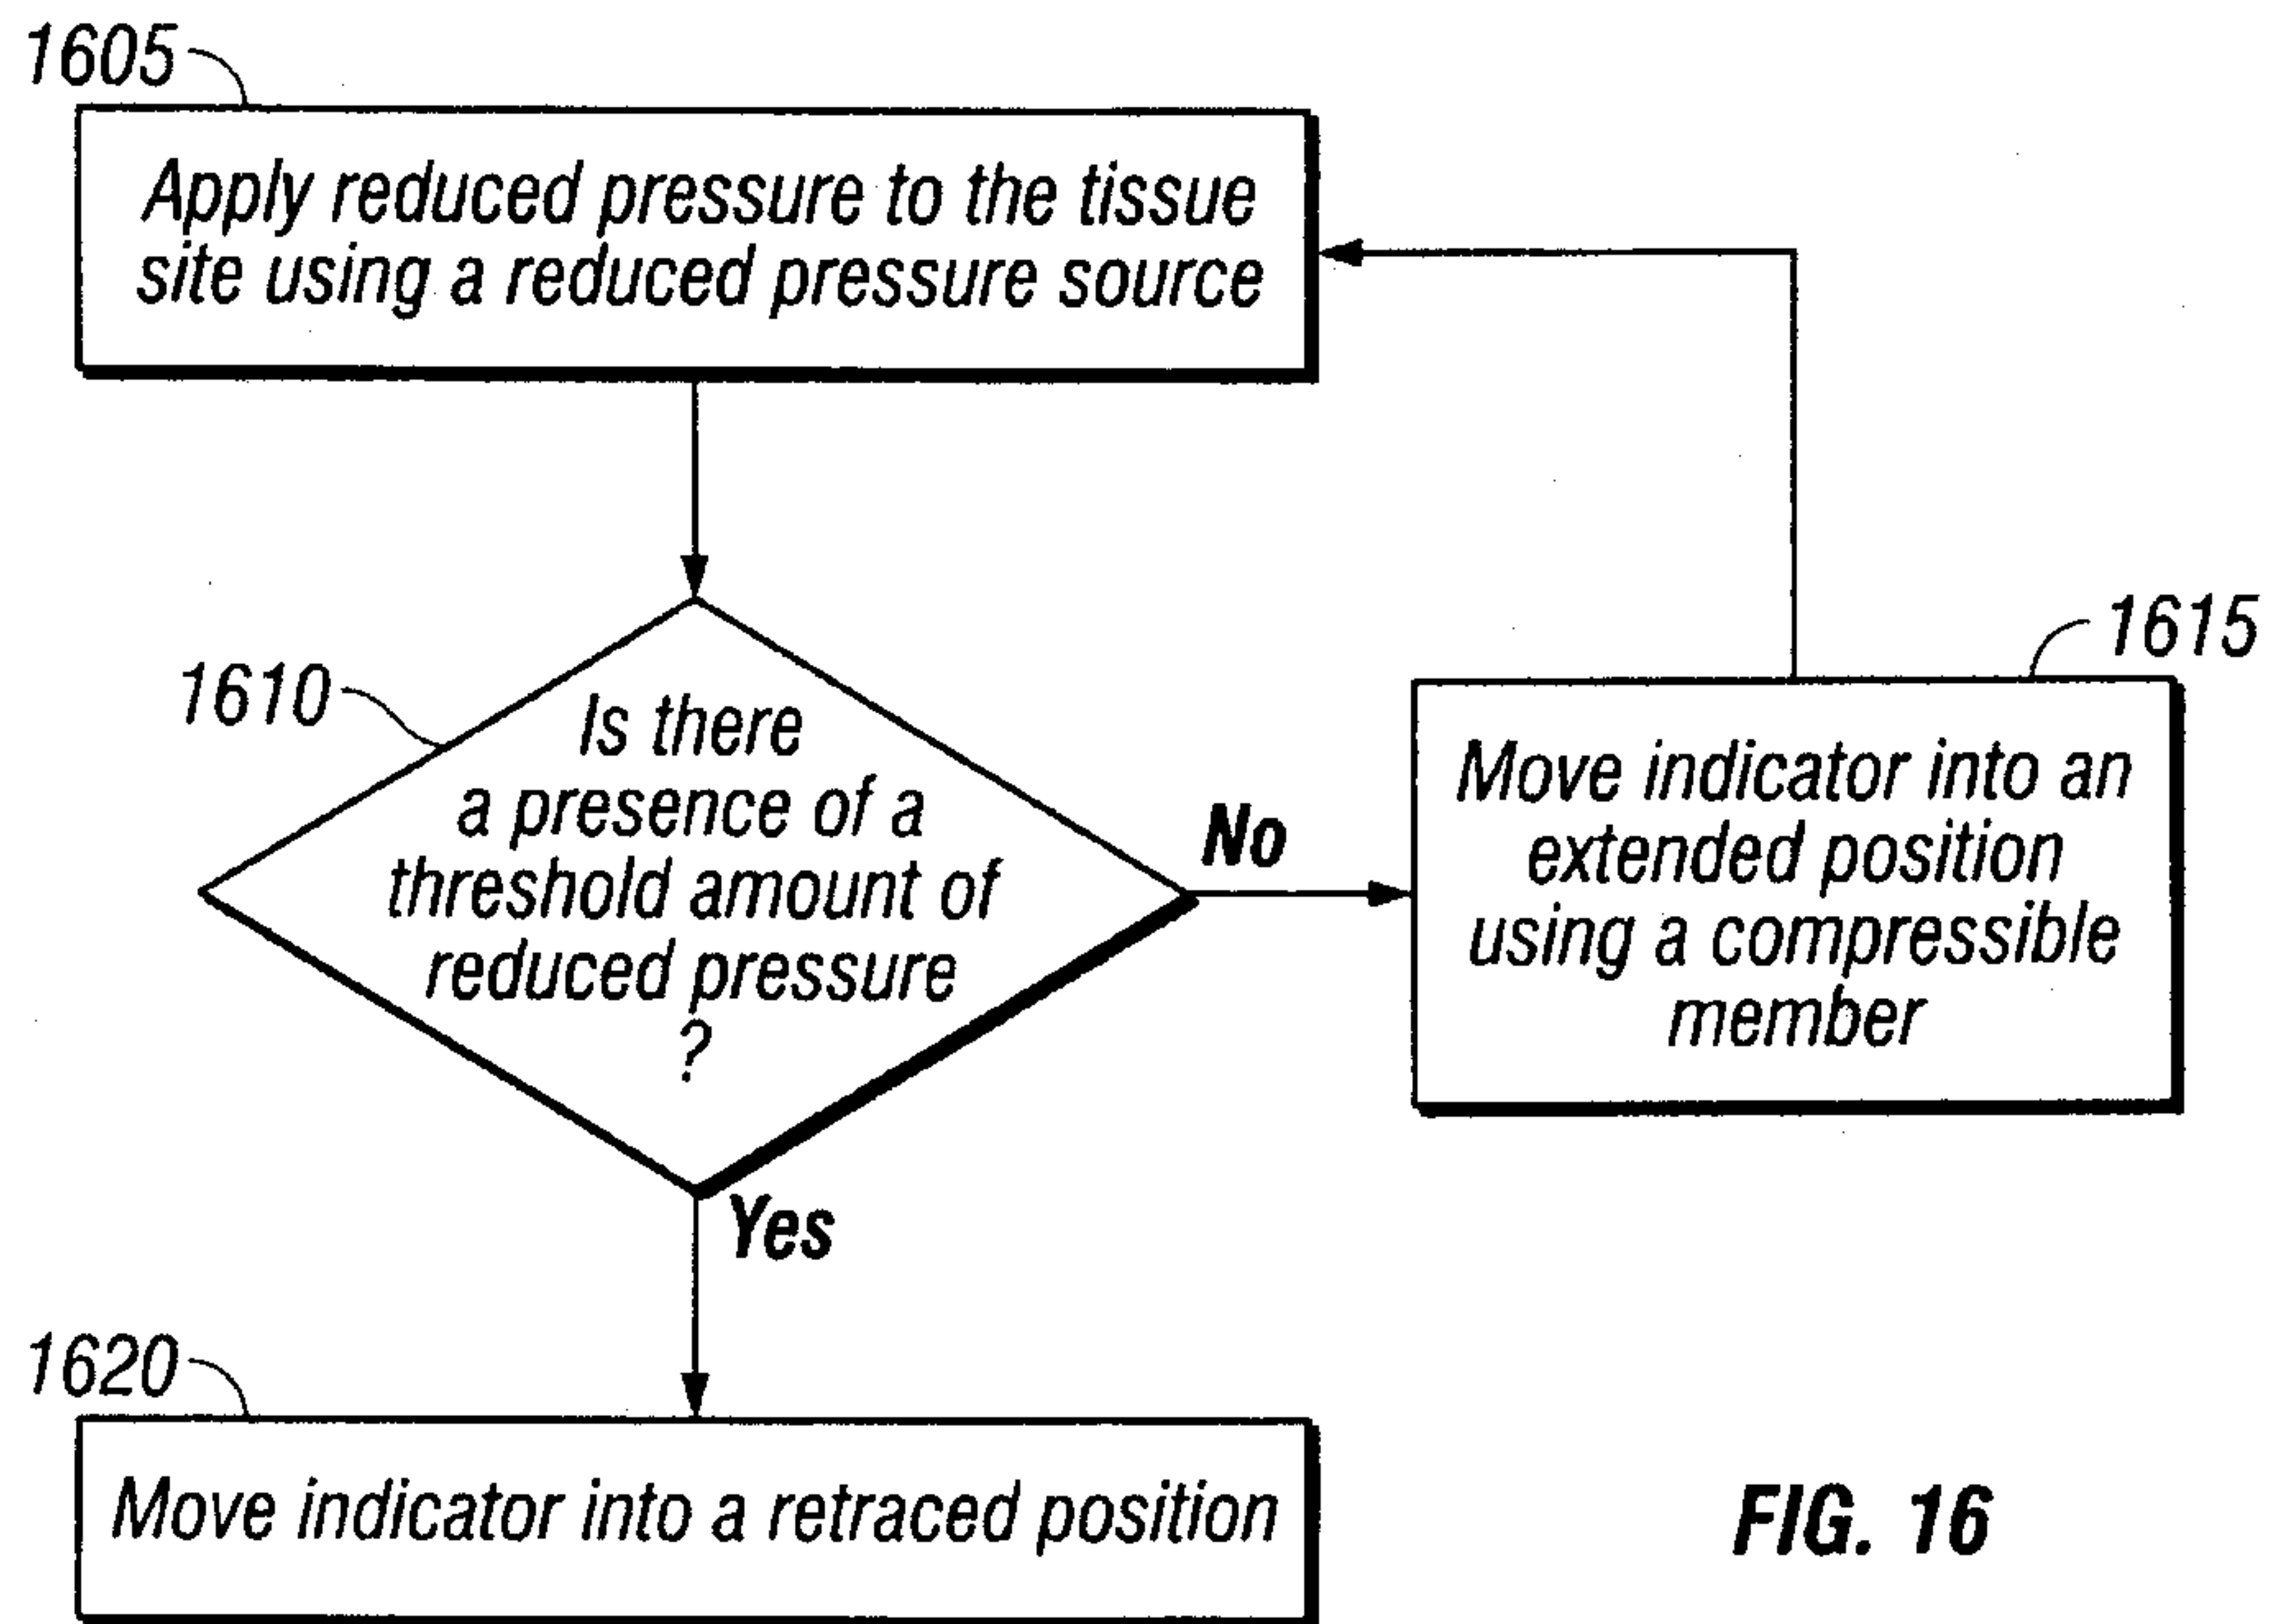 1605
Apply reduced pressure to the tissue
site using a reduced pressure source
1610
Is there
a presence of a
threshold amount of
reduced pressure
?
No
1615
Move indicator into an
extended position
using a compressible
member
Yes
1620
Move indicator into a retraced position
FIG. 16